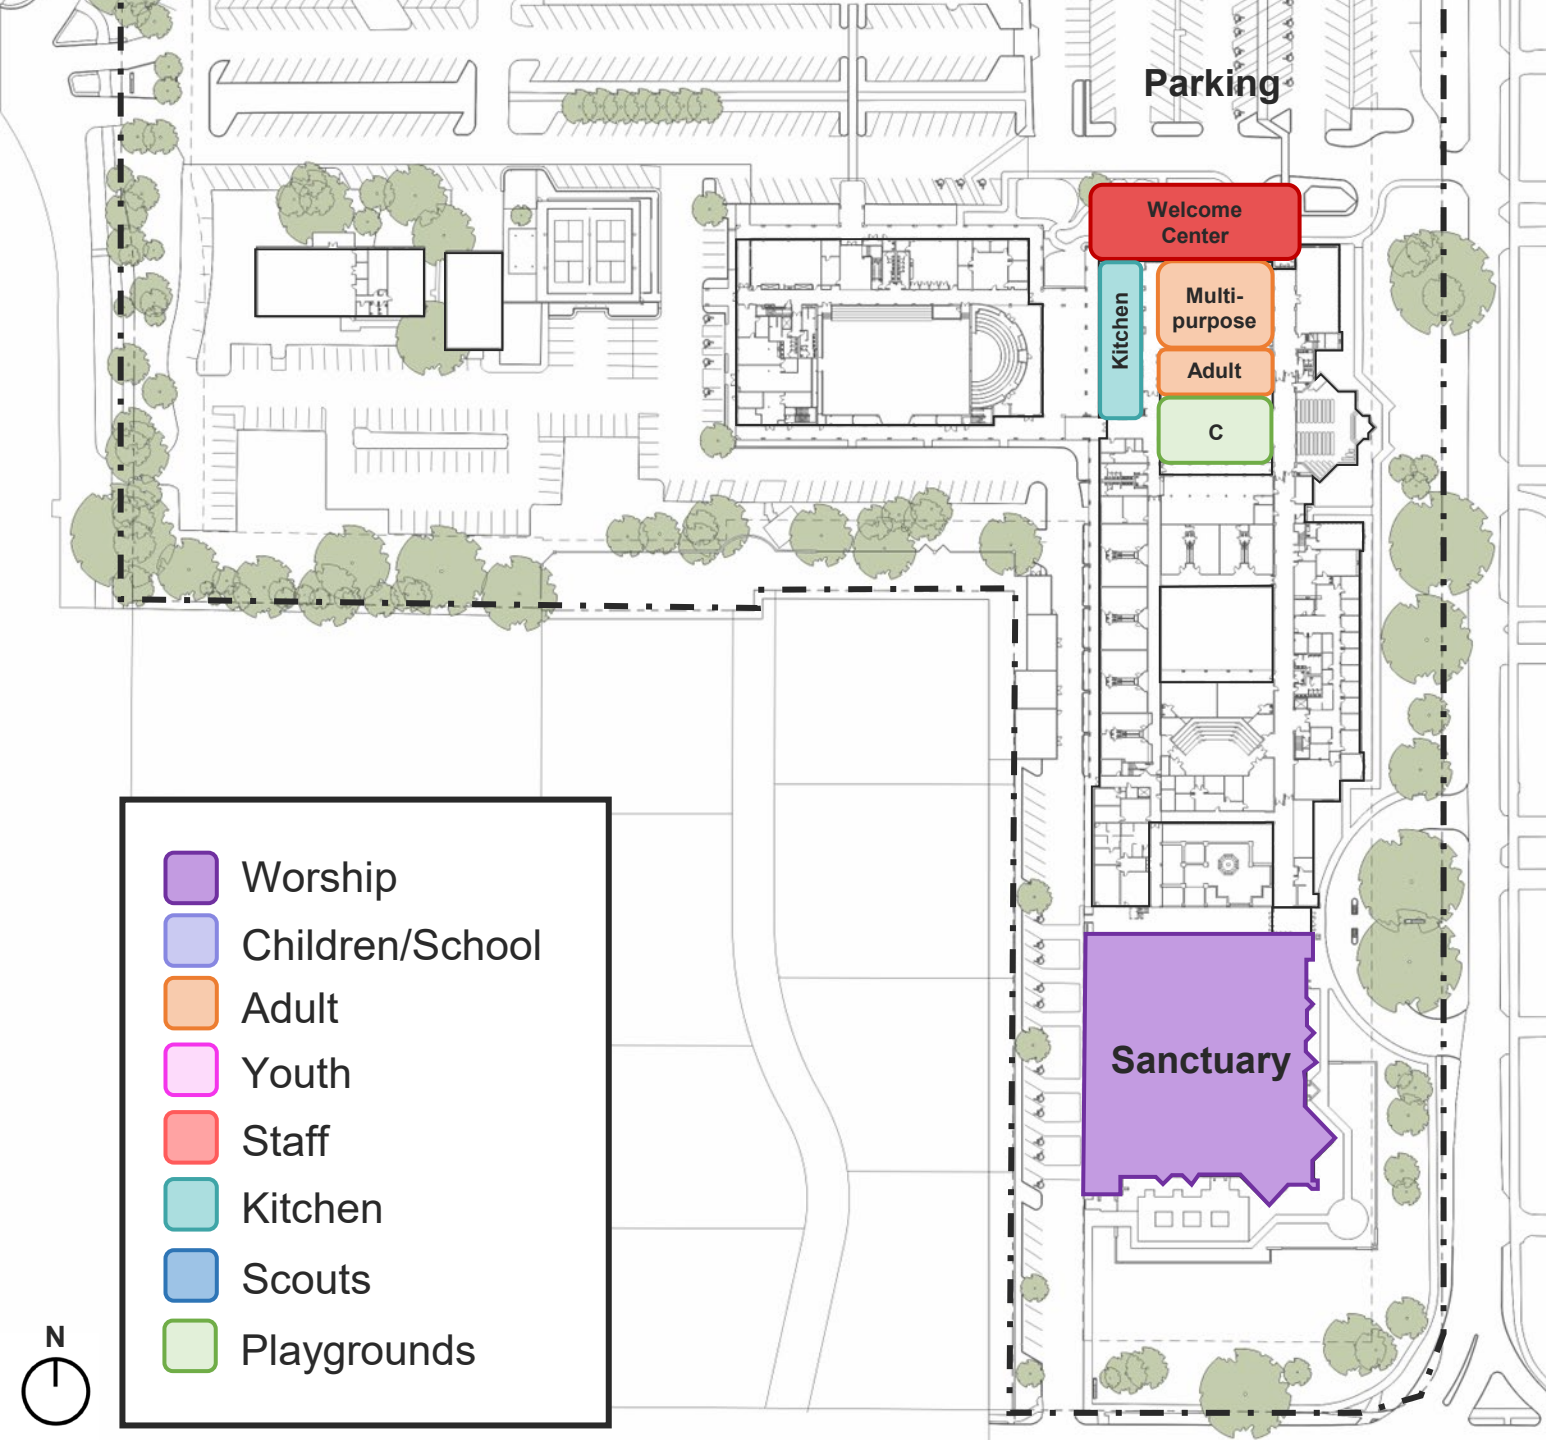 Parking
Welcome
Center
Kitchen
Multi-
purpose
Adult
C
Sanctuary
Worship
Children/School
Adult
Youth
Staff
Kitchen
Scouts
Playgrounds
N